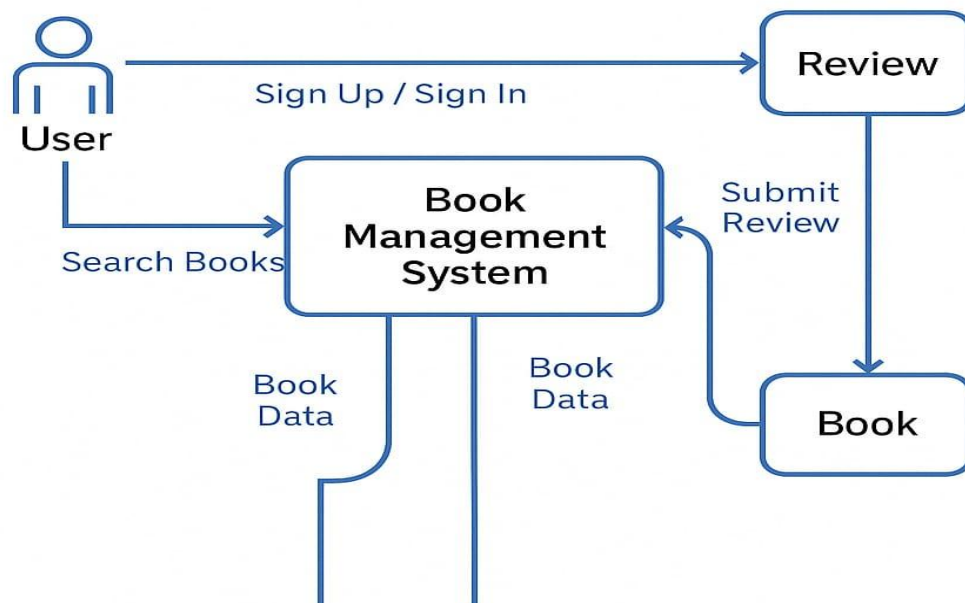 Review
Sign Up / Sign In
User
Book
Management
System
Submit
Review
Search Books
Book
Data
Book
Data
Book